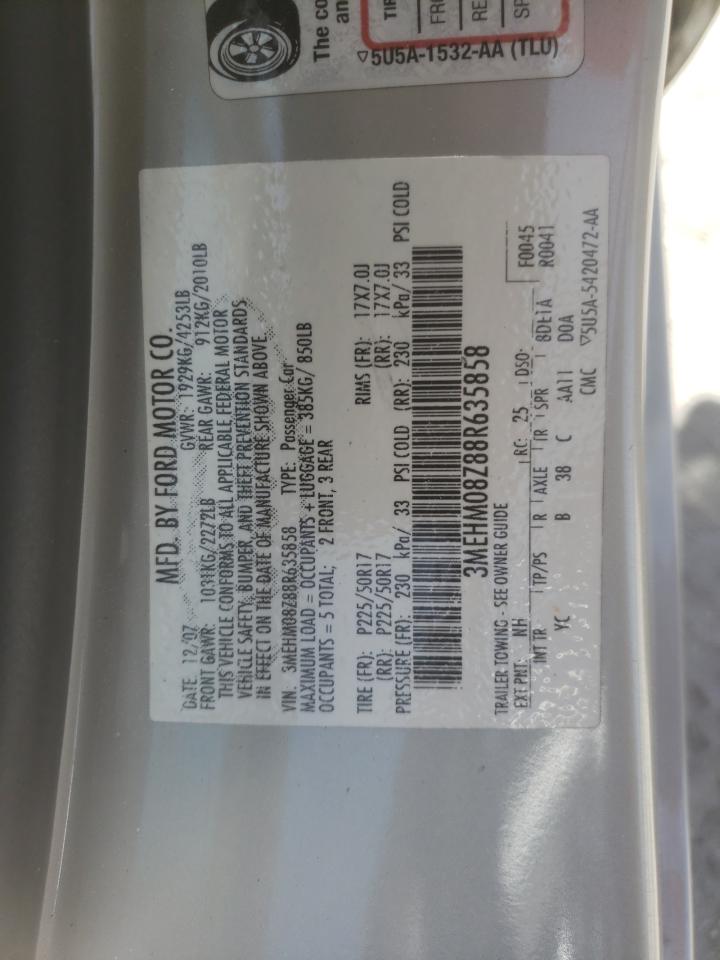 MFD. BY FORD MOTOR CO.
DATE: 12/07 GVWR: 1929KG/4253LB
FRONT GAWR: 1031KG/2272LB REAR GAWR: 912KG/2010LB
THIS VEHICLE CONFORMS TO ALL APPLICABLE FEDERAL MOTOR
VEHICLE SAFETY, BUMPER, AND THEFT PREVENTION STANDARDS
IN EFFECT ON THE DATE OF MANUFACTURE SHOWN ABOVE.
VIN: 3MEHM08Z88R635858 TYPE: Passenger Car
MAXIMUM LOAD = OCCUPANTS + LUGGAGE = 385KG/ 850LB
OCCUPANTS = 5 TOTAL; 2 FRONT, 3 REAR
TIRE (FR): P225/50R17 RIMS (FR): 17X7.0J
(RR): P225/50R17 (RR): 17X7.0J
PRESSURE (FR): 230 kPa/ 33 PSI COLD (RR): 230 kPa/ 33 PSI COLD
3MEHM08Z88R635858
TRAILER TOWING - SEE OWNER GUIDE
EXT PNT: NH RC: 25 DSO: F0045
R0041
INT TR TP/PS R AXLE TR SPR 8DE1A
YC B 38 C AA11 D0A
CMC ▽5U5A-5420472-AA
The co
an
TIR
FRO
RE
SP
▽5U5A-1532-AA (TLU)